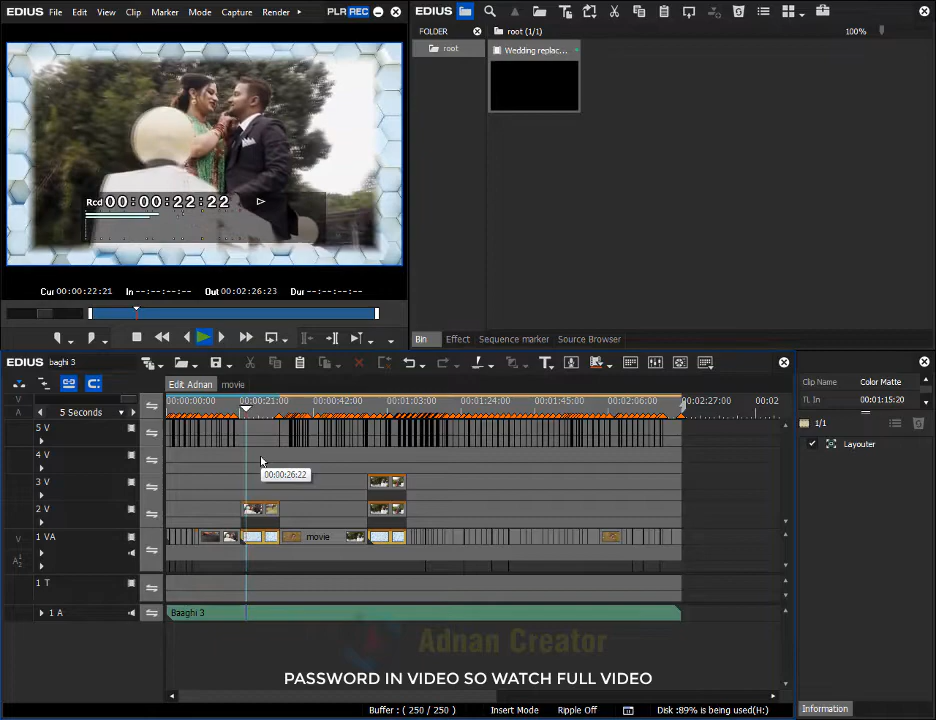 EDIUS File Edit View Clip Marker Mode Capture Render PLR REC
EDIUS
FOLDER
root (1/1)
100%
root
Wedding replac...
Rcd 00:00:22:22
Cur 00:00:22:21 In --:--:--:-- Out 00:02:26:23 Dur --:--:--:--
Bin Effect Sequence marker Source Browser
EDIUS baghi 3
Edit Adnan movie
V
A
5 Seconds
00:00:00:00 00:00:21:00 00:00:42:00 00:01:03:00 00:01:24:00 00:01:45:00 00:02:06:00 00:02:27:00 00:02
5 V
4 V
00:00:26:22
3 V
2 V
V
1 VA
movie
A½
1 T
1 A
Baaghi 3
Clip Name Color Matte
TL In 00:01:15:20
1/1
Layouter
Adnan Creator
PASSWORD IN VIDEO SO WATCH FULL VIDEO
Information
Buffer : ( 250 / 250 ) Insert Mode Ripple Off Disk :89% is being used(H:)